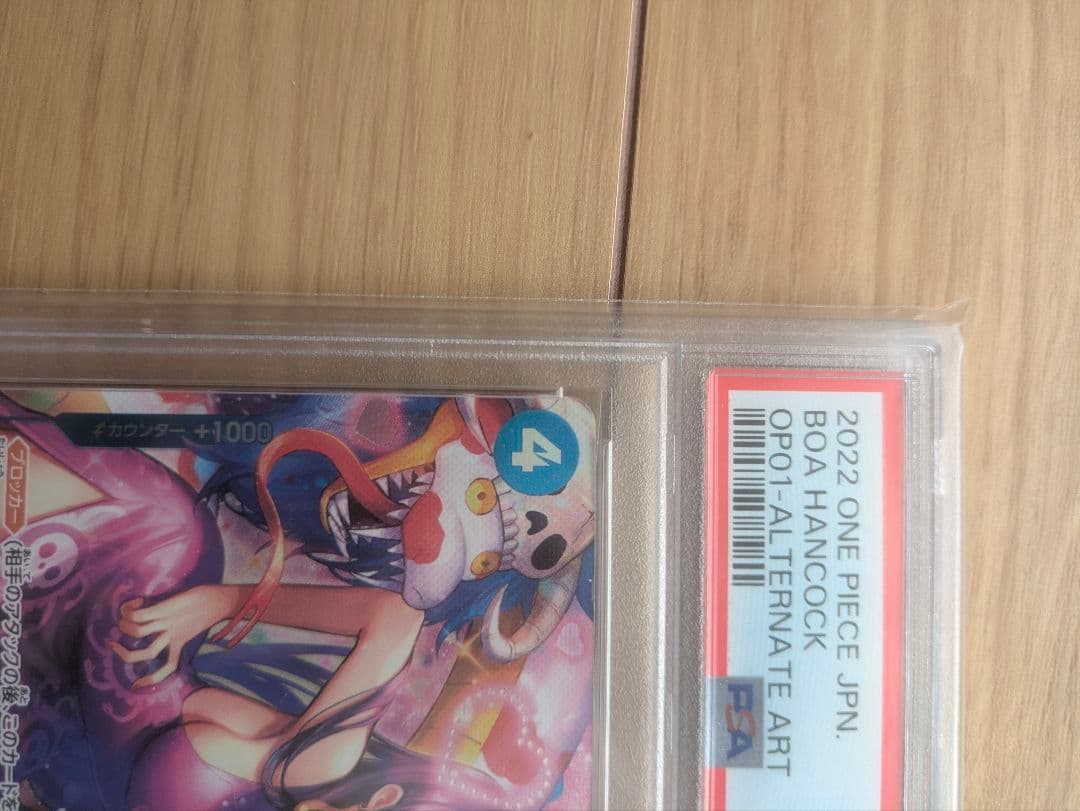 2022 ONE PIECE JPN.
BOA HANCOCK
OP01-ALTERNATE ART
PSA
4
カウンター +1000
ブロッカー
(相手のアタックの後、このカードを